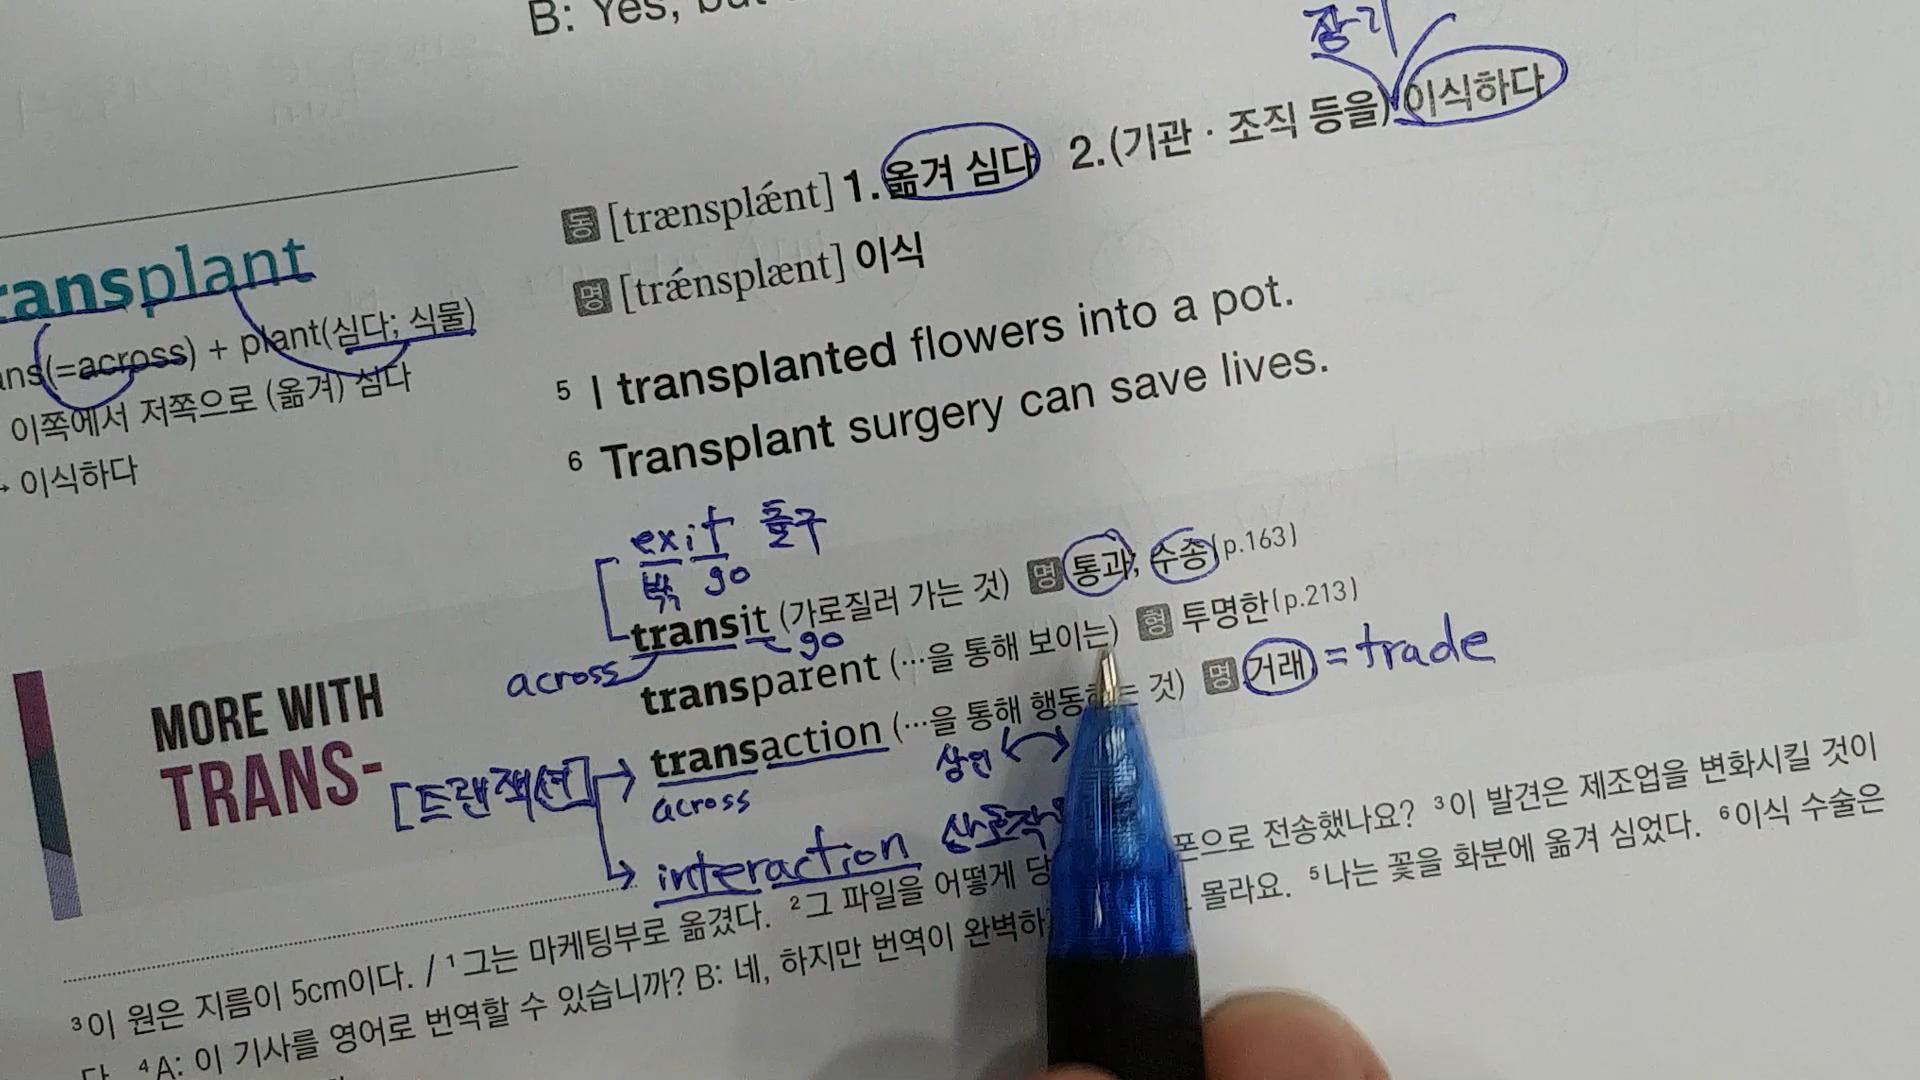 B: Yes, but
장기
동 [trænsplǽnt] 1. 옮겨 심다 2. (기관 · 조직 등을) 이식하다
명 [trǽnsplænt] 이식
ransplant
ans(=across) + plant(심다; 식물)
이쪽에서 저쪽으로 (옮겨) 심다
→ 이식하다
5 I transplanted flowers into a pot.
6 Transplant surgery can save lives.
exit 출구
밖 go
transit (가로질러 가는 것) 명 통과, 수송(p.163)
across go
transparent (…을 통해 보이는) 형 투명한(p.213)
transaction (…을 통해 행동하는 것) 명 거래 = trade
MORE WITH
TRANS-
[트랜잭션] across
상인
interaction 상호작용
3 이 원은 지름이 5cm이다. / 1 그는 마케팅부로 옮겼다. 2 그 파일을 어떻게 당 폰으로 전송했나요? 3 이 발견은 제조업을 변화시킬 것이
다. 4 A: 이 기사를 영어로 번역할 수 있습니까? B: 네, 하지만 번역이 완벽하 몰라요. 5 나는 꽃을 화분에 옮겨 심었다. 6 이식 수술은